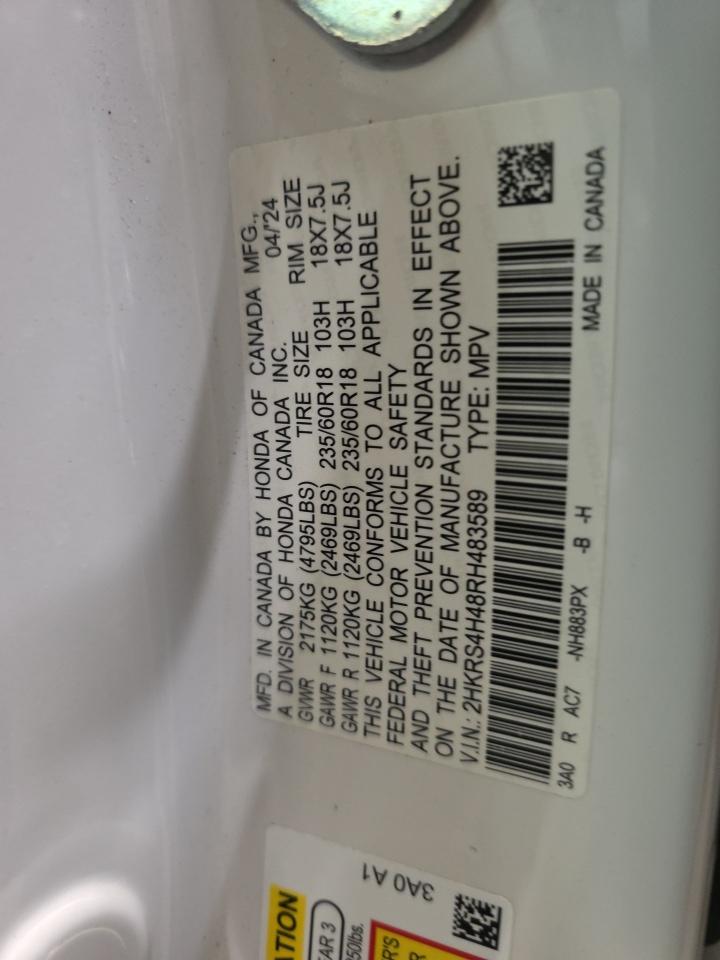 MFD. IN CANADA BY HONDA OF CANADA MFG.,
A DIVISION OF HONDA CANADA INC. 04/'24
GVWR 2175KG (4795LBS) TIRE SIZE RIM SIZE
GAWR F 1120KG (2469LBS) 235/60R18 103H 18X7.5J
GAWR R 1120KG (2469LBS) 235/60R18 103H 18X7.5J
THIS VEHICLE CONFORMS TO ALL APPLICABLE
FEDERAL MOTOR VEHICLE SAFETY
AND THEFT PREVENTION STANDARDS IN EFFECT
ON THE DATE OF MANUFACTURE SHOWN ABOVE.
V.I.N.: 2HKRS4H48RH483589 TYPE: MPV
3A0 R AC7 -NH883PX -B -H MADE IN CANADA
3A0 A1